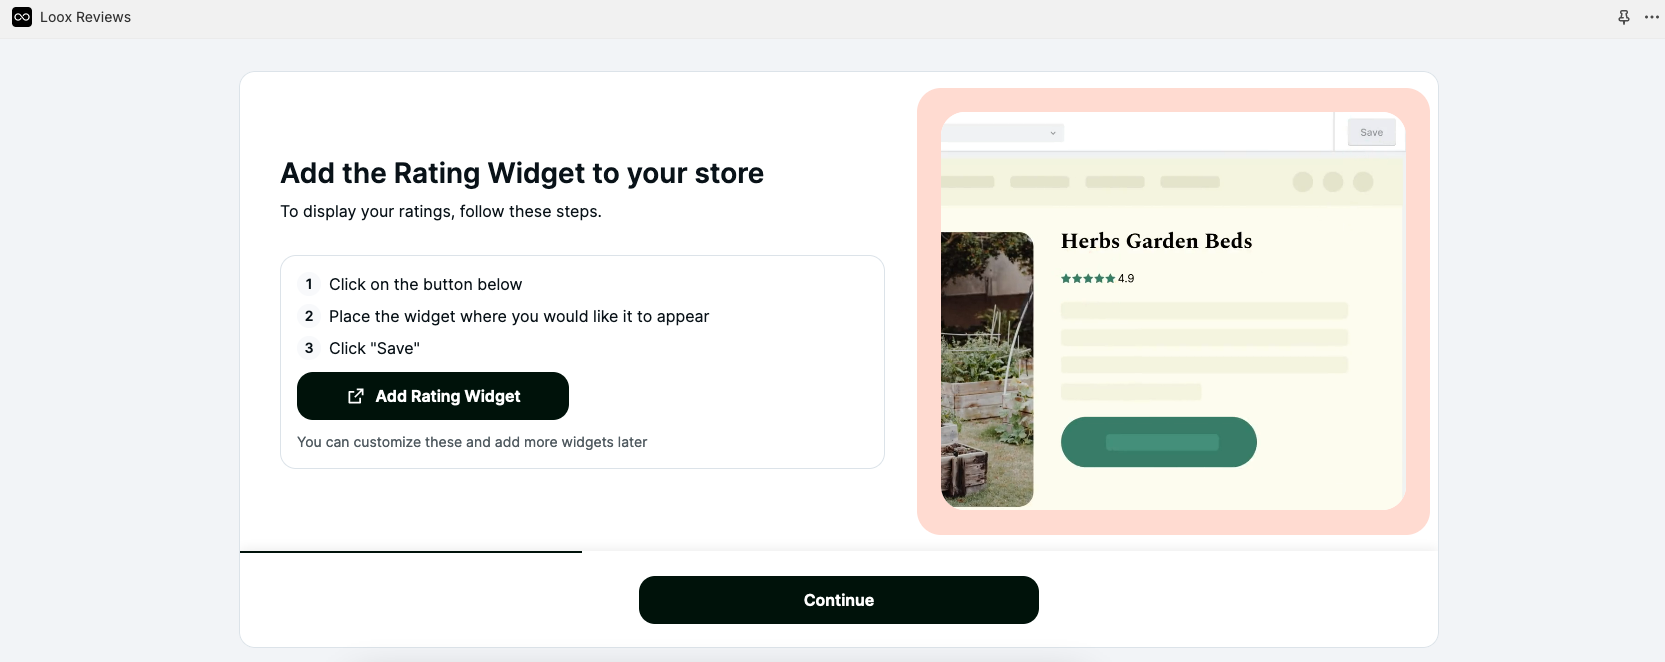 Loox Reviews
Add the Rating Widget to your store
To display your ratings, follow these steps.
1 Click on the button below
2 Place the widget where you would like it to appear
3 Click "Save"
Add Rating Widget
You can customize these and add more widgets later
Save
Herbs Garden Beds
4.9
Continue